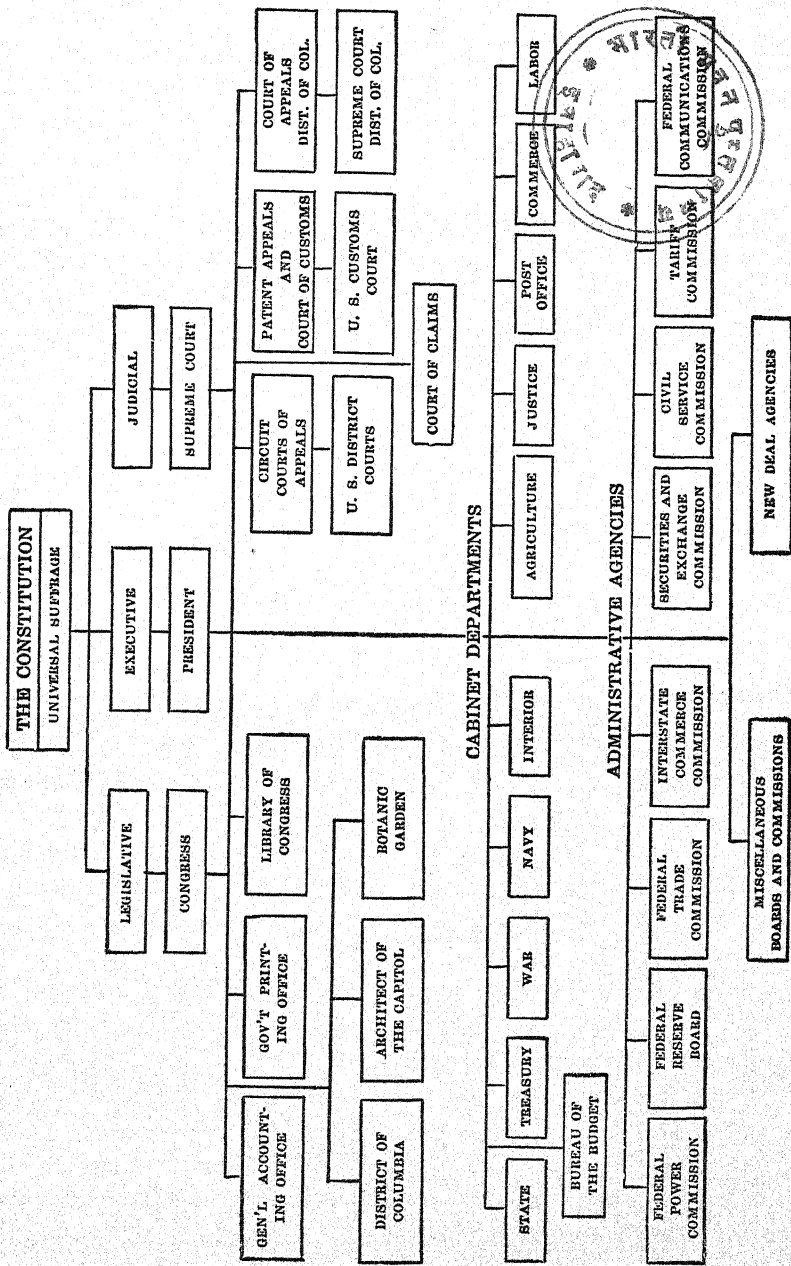 THE CONSTITUTION
UNIVERSAL SUFFRAGE
LEGISLATIVE
EXECUTIVE
JUDICIAL
CONGRESS
PRESIDENT
SUPREME COURT
GEN'L ACCOUNT-
ING OFFICE
GOV'T PRINT-
ING OFFICE
LIBRARY OF
CONGRESS
CIRCUIT
COURTS OF
APPEALS
PATENT APPEALS
AND
COURT OF CUSTOMS
COURT OF
APPEALS
DIST. OF COL.
DISTRICT OF
COLUMBIA
ARCHITECT OF
THE CAPITOL
BOTANIC
GARDEN
U. S. DISTRICT
COURTS
U. S. CUSTOMS
COURT
SUPREME COURT
DIST. OF COL.
COURT OF CLAIMS
CABINET DEPARTMENTS
STATE
TREASURY
WAR
NAVY
INTERIOR
AGRICULTURE
JUSTICE
POST
OFFICE
COMMERCE
LABOR
BUREAU OF
THE BUDGET
ADMINISTRATIVE AGENCIES
FEDERAL
POWER
COMMISSION
FEDERAL
RESERVE
BOARD
FEDERAL
TRADE
COMMISSION
INTERSTATE
COMMERCE
COMMISSION
SECURITIES AND
EXCHANGE
COMMISSION
CIVIL
SERVICE
COMMISSION
TARIFF
COMMISSION
FEDERAL
COMMUNICATIONS
COMMISSION
MISCELLANEOUS
BOARDS AND COMMISSIONS
NEW DEAL AGENCIES